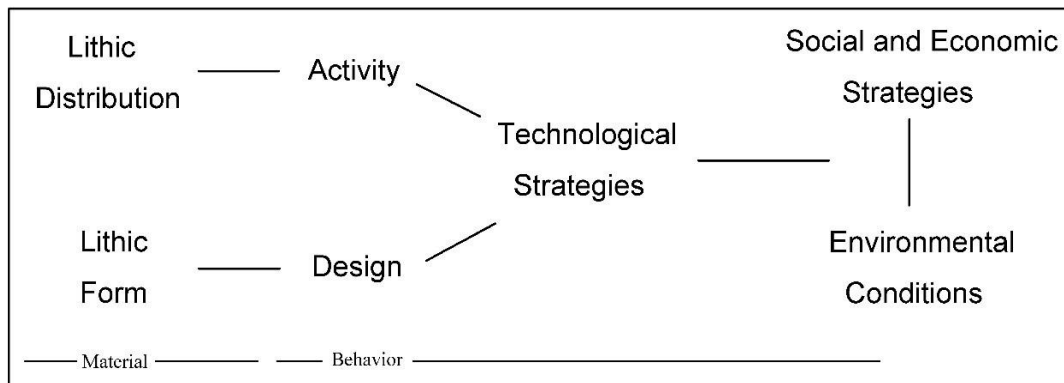 Lithic
Distribution
Activity
Social and Economic
Strategies
Technological
Strategies
Lithic
Form
Design
Environmental
Conditions
Material
Behavior